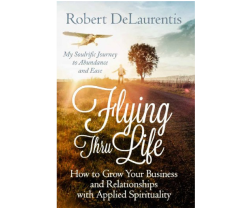 Robert DeLaurentis
My Soulrific Journey
to Abundance
and Ease
Flying
Thru
Life
How to Grow Your Business
and Relationships
with Applied Spirituality